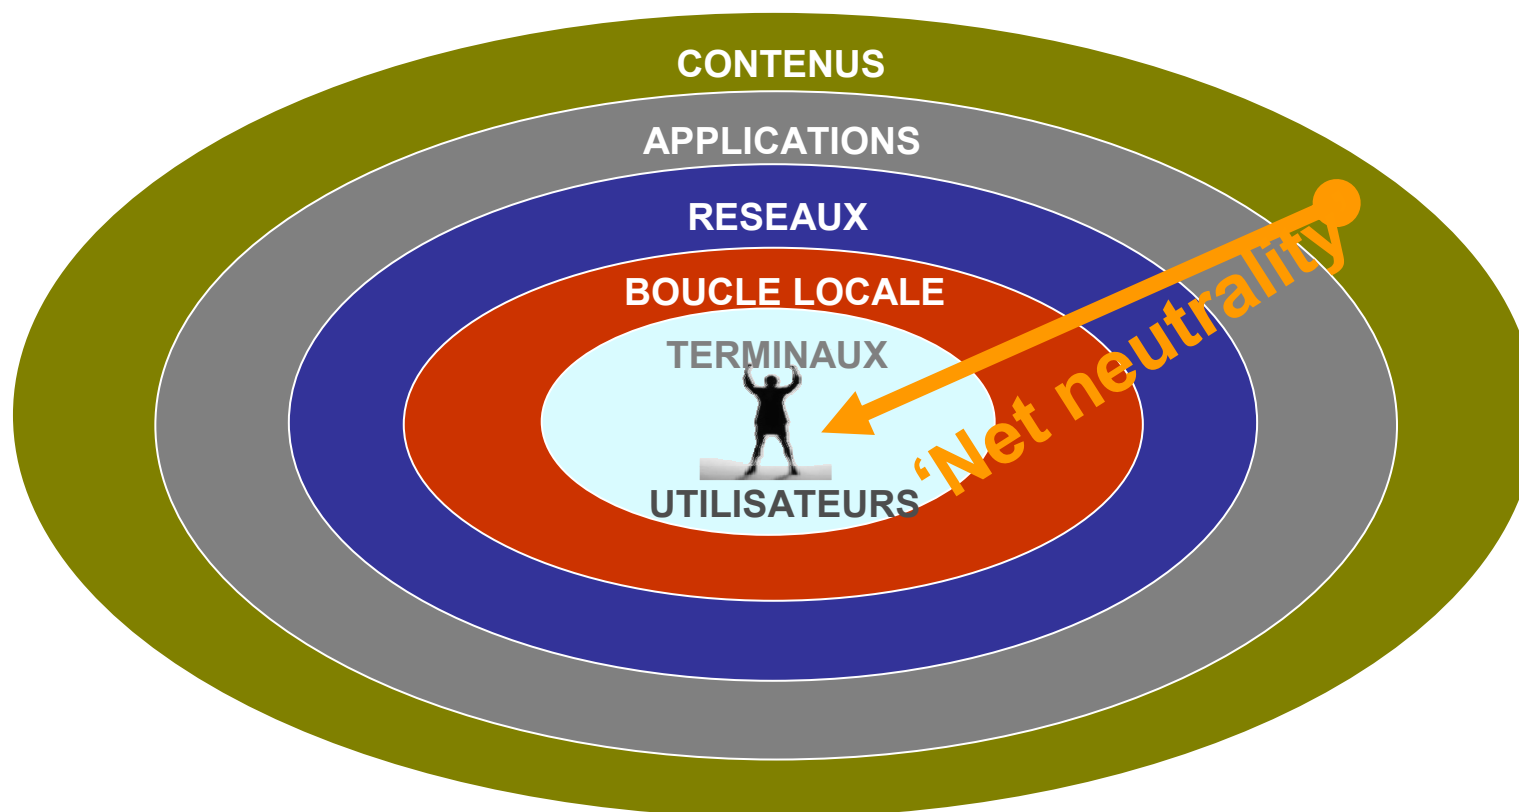 CONTENUS
APPLICATIONS
RESEAUX
BOUCLE LOCALE
TERMINAUX
UTILISATEURS
‘Net neutrality